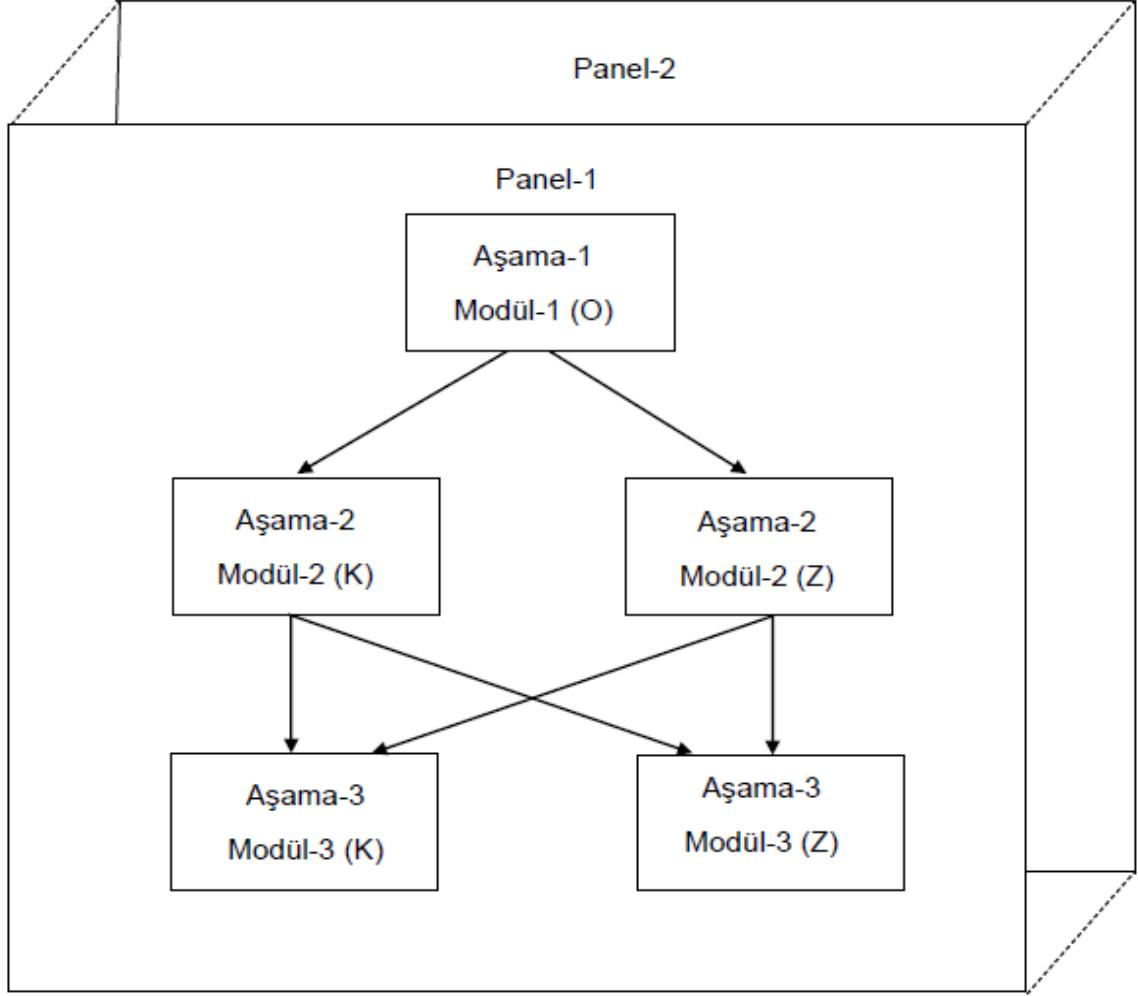 Panel-2
Panel-1
Aşama-1
Modül-1 (O)
Aşama-2
Modül-2 (K)
Aşama-2
Modül-2 (Z)
Aşama-3
Modül-3 (K)
Aşama-3
Modül-3 (Z)